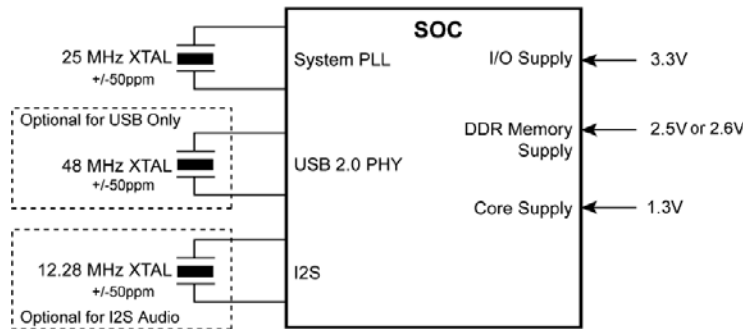 SOC
25 MHz XTAL
+/-50ppm
System PLL
I/O Supply
3.3V
Optional for USB Only
48 MHz XTAL
+/-50ppm
USB 2.0 PHY
DDR Memory
Supply
2.5V or 2.6V
Core Supply
1.3V
12.28 MHz XTAL
+/-50ppm
I2S
Optional for I2S Audio